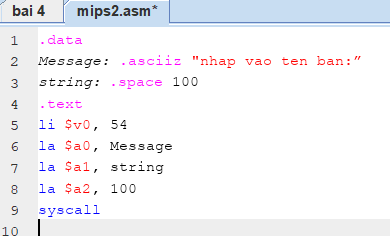 bai 4 mips2.asm*
1 .data
2 Message: .asciiz "nhap vao ten ban:”
3 string: .space 100
4 .text
5 li $v0, 54
6 la $a0, Message
7 la $a1, string
8 la $a2, 100
9 syscall
10